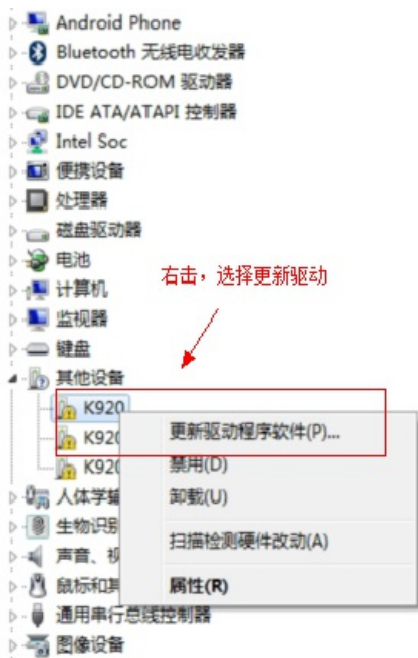 Android Phone
Bluetooth 无线电收发器
DVD/CD-ROM 驱动器
IDE ATA/ATAPI 控制器
Intel Soc
便携设备
处理器
磁盘驱动器
电池
右击，选择更新驱动
计算机
监视器
键盘
其他设备
K920
更新驱动程序软件(P)...
K920
禁用(D)
K920
人体学输
卸载(U)
生物识别
扫描检测硬件改动(A)
声音、视
鼠标和其
属性(R)
通用串行总线控制器
图像设备